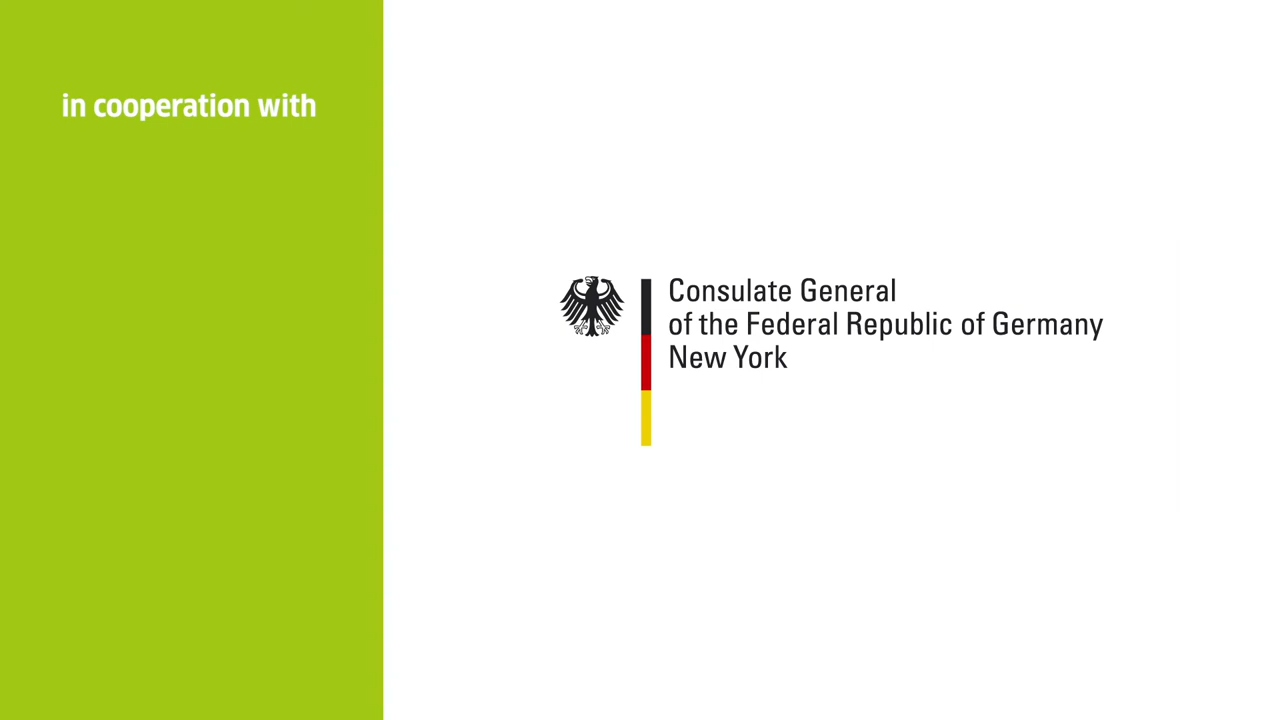 in cooperation with
Consulate General
of the Federal Republic of Germany
New York